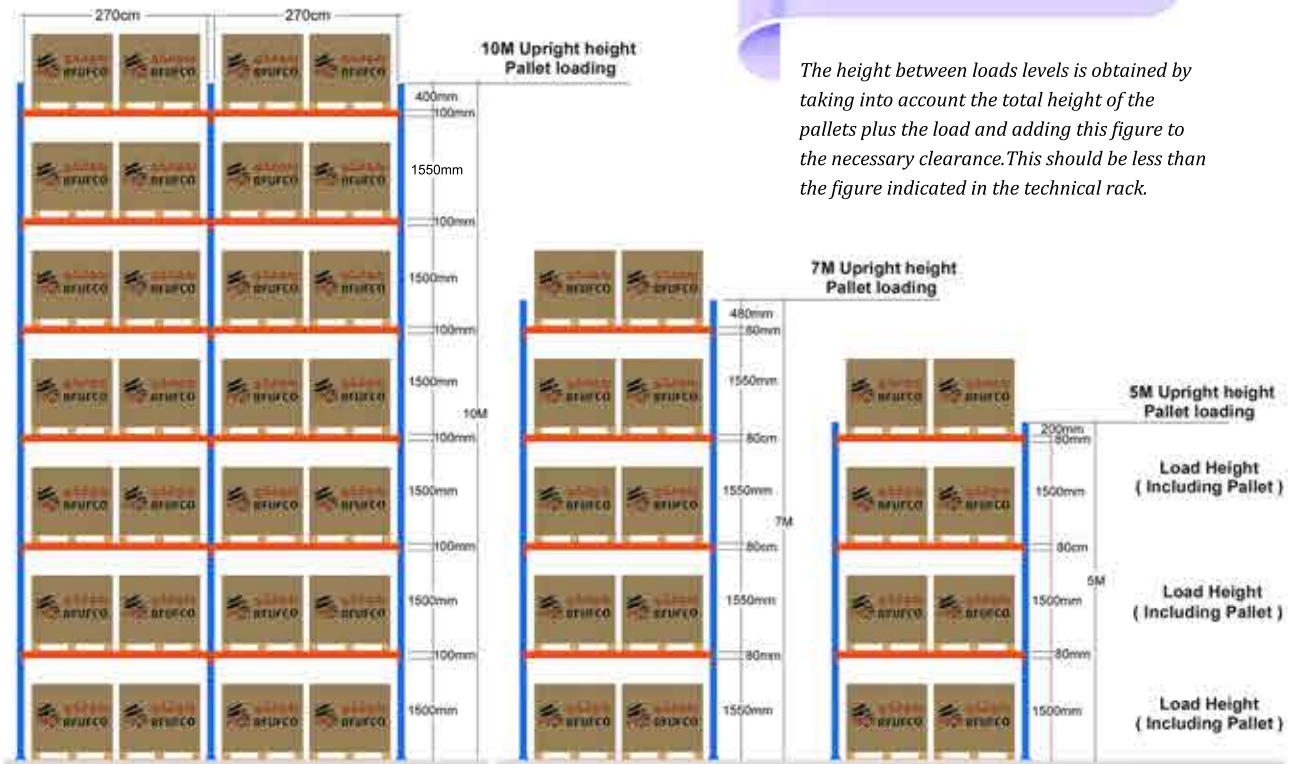 270cm
270cm
10M Upright height
Pallet loading
400mm
100mm
1550mm
100mm
1500mm
100mm
1500mm
10M
100mm
1500mm
100mm
1500mm
100mm
1500mm
The height between loads levels is obtained by
taking into account the total height of the
pallets plus the load and adding this figure to
the necessary clearance.This should be less than
the figure indicated in the technical rack.
7M Upright height
Pallet loading
480mm
80mm
1550mm
80cm
1550mm
7M
80cm
1550mm
80mm
1550mm
5M Upright height
Pallet loading
200mm
80mm
1500mm
80cm
5M
1500mm
80mm
1500mm
Load Height
( Including Pallet )
Load Height
( Including Pallet )
Load Height
( Including Pallet )